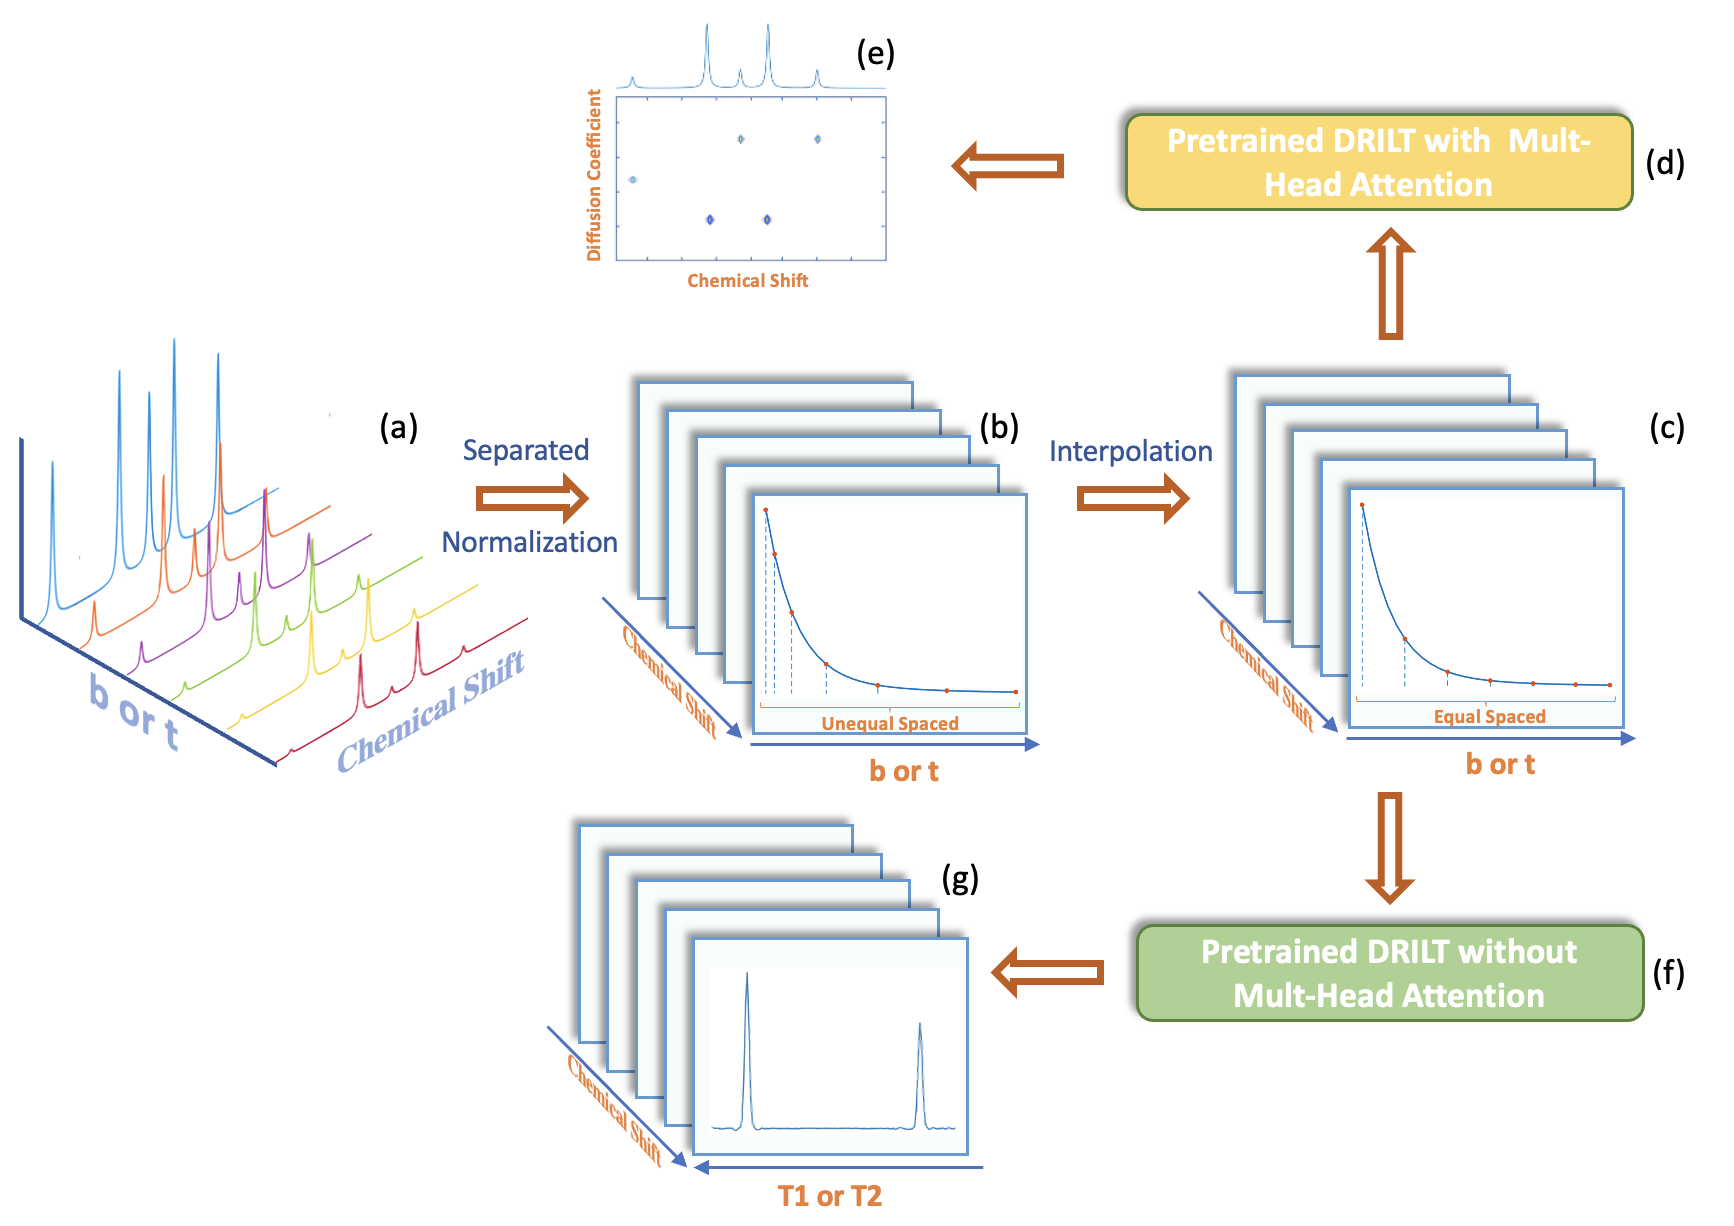 (e)
Diffusion Coefficient
Chemical Shift
Pretrained DRILT with Mult-
Head Attention
(d)
(a)
b or t
Chemical Shift
Separated
Normalization
(b)
Chemical Shift
Unequal Spaced
b or t
Interpolation
(c)
Chemical Shift
Equal Spaced
b or t
(g)
Chemical Shift
T1 or T2
Pretrained DRILT without
Mult-Head Attention
(f)